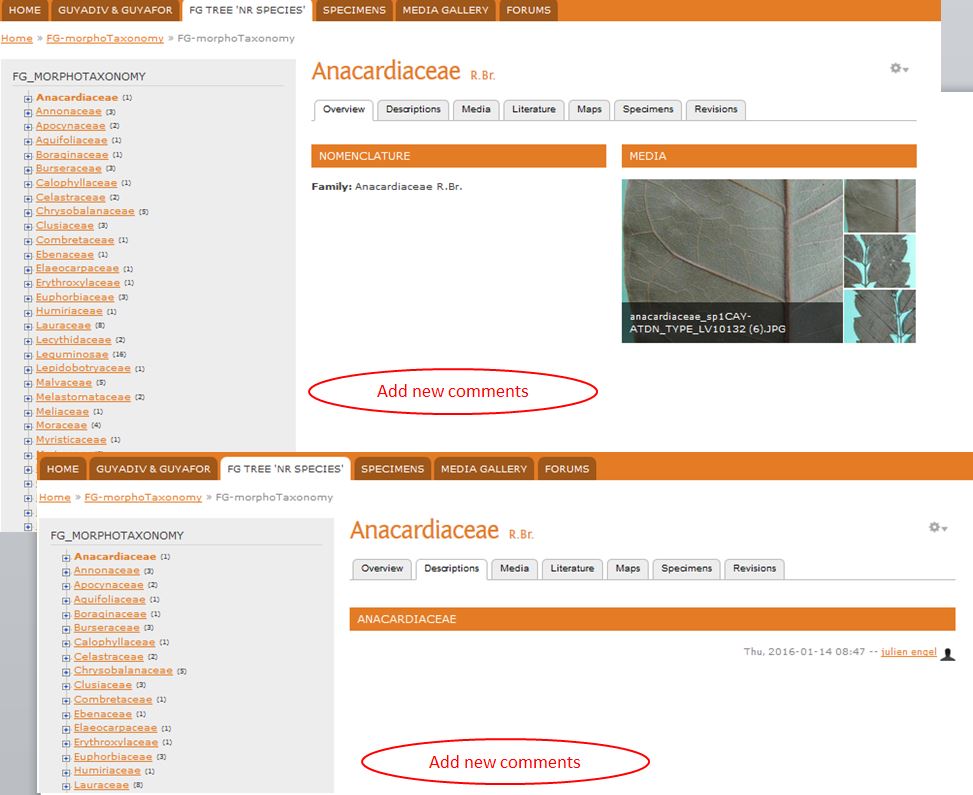 HOME GUYADIV & GUYAFOR FG TREE 'NR SPECIES' SPECIMENS MEDIA GALLERY FORUMS
Home » FG-morphoTaxonomy » FG-morphoTaxonomy
FG_MORPHOTAXONOMY
Anacardiaceae (1)
Annonaceae (3)
Apocynaceae (2)
Aquifoliaceae (1)
Boraginaceae (1)
Burseraceae (3)
Calophyllaceae (1)
Celastraceae (2)
Chrysobalanaceae (5)
Clusiaceae (3)
Combretaceae (1)
Ebenaceae (1)
Elaeocarpaceae (1)
Erythroxylaceae (1)
Euphorbiaceae (3)
Humiriaceae (1)
Lauraceae (8)
Lecythidaceae (2)
Leguminosae (16)
Lepidobotryaceae (1)
Malvaceae (5)
Melastomataceae (2)
Meliaceae (1)
Moraceae (4)
Myristicaceae (1)
Anacardiaceae R.Br.
Overview Descriptions Media Literature Maps Specimens Revisions
NOMENCLATURE
Family: Anacardiaceae R.Br.
MEDIA
anacardiaceae_sp1CAY-
ATDN_TYPE_LV10132 (6).JPG
Add new comments
HOME GUYADIV & GUYAFOR FG TREE 'NR SPECIES' SPECIMENS MEDIA GALLERY FORUMS
Home » FG-morphoTaxonomy » FG-morphoTaxonomy
FG_MORPHOTAXONOMY
Anacardiaceae (1)
Annonaceae (3)
Apocynaceae (2)
Aquifoliaceae (1)
Boraginaceae (1)
Burseraceae (3)
Calophyllaceae (1)
Celastraceae (2)
Chrysobalanaceae (5)
Clusiaceae (3)
Combretaceae (1)
Ebenaceae (1)
Elaeocarpaceae (1)
Erythroxylaceae (1)
Euphorbiaceae (3)
Humiriaceae (1)
Lauraceae (8)
Anacardiaceae R.Br.
Overview Descriptions Media Literature Maps Specimens Revisions
ANACARDIACEAE
Thu, 2016-01-14 08:47 -- julien engel
Add new comments